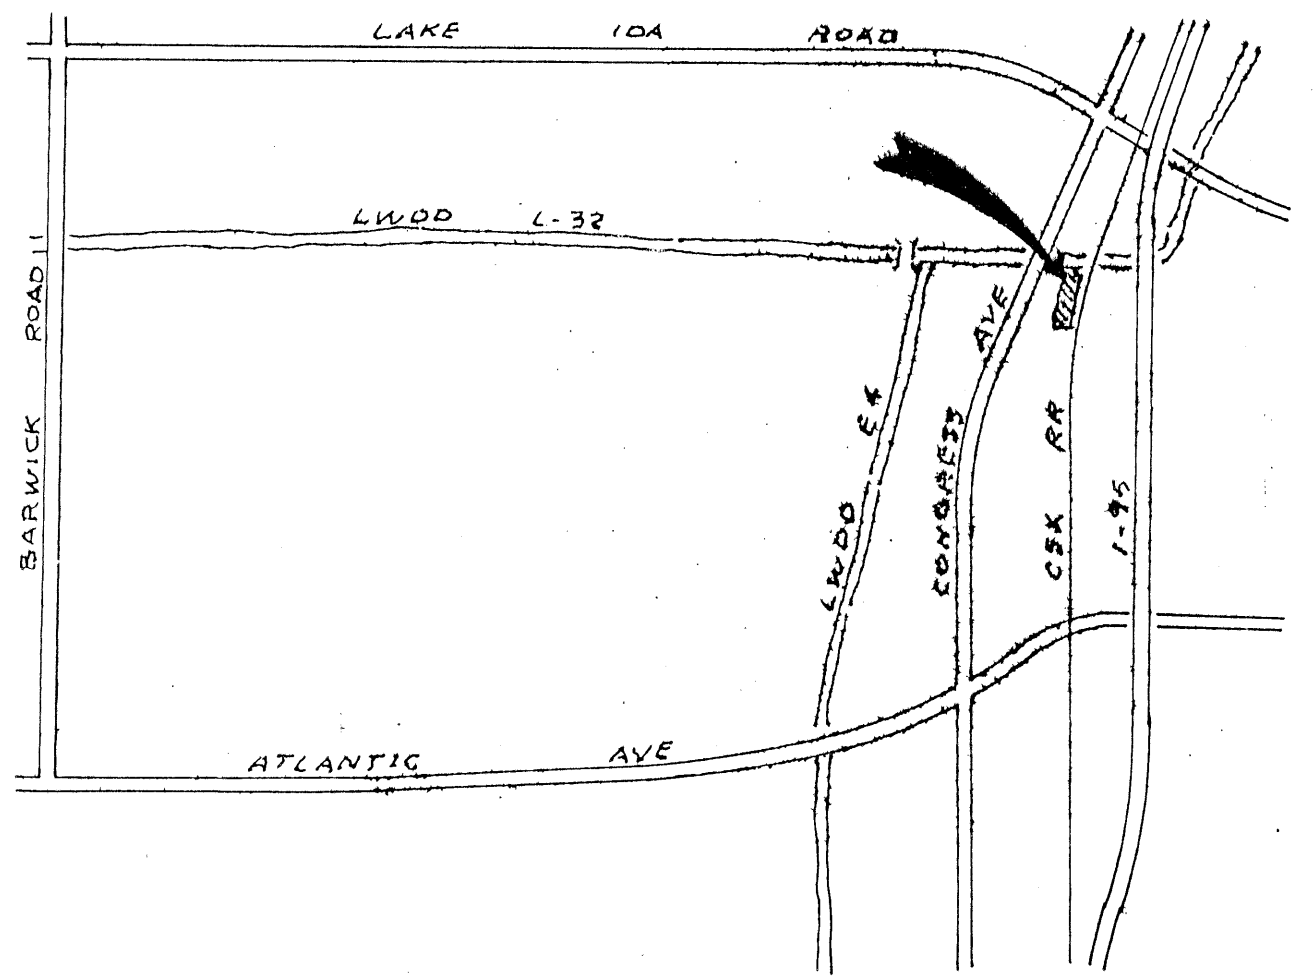 LAKE IDA ROAD
LWDD L-32
BARWICK ROAD
AVE
CONGRESS
LWDD E4
CSX RR
I-95
ATLANTIC AVE